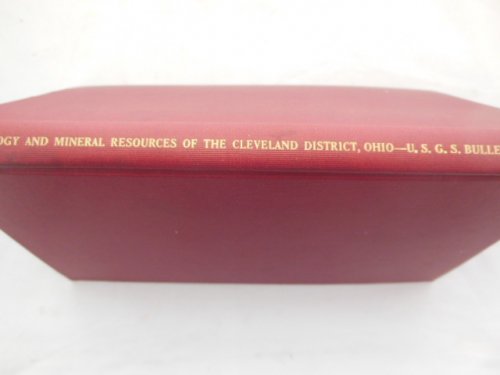 OGY AND MINERAL RESOURCES OF THE CLEVELAND DISTRICT, OHIO—U. S. G. S. BULLE